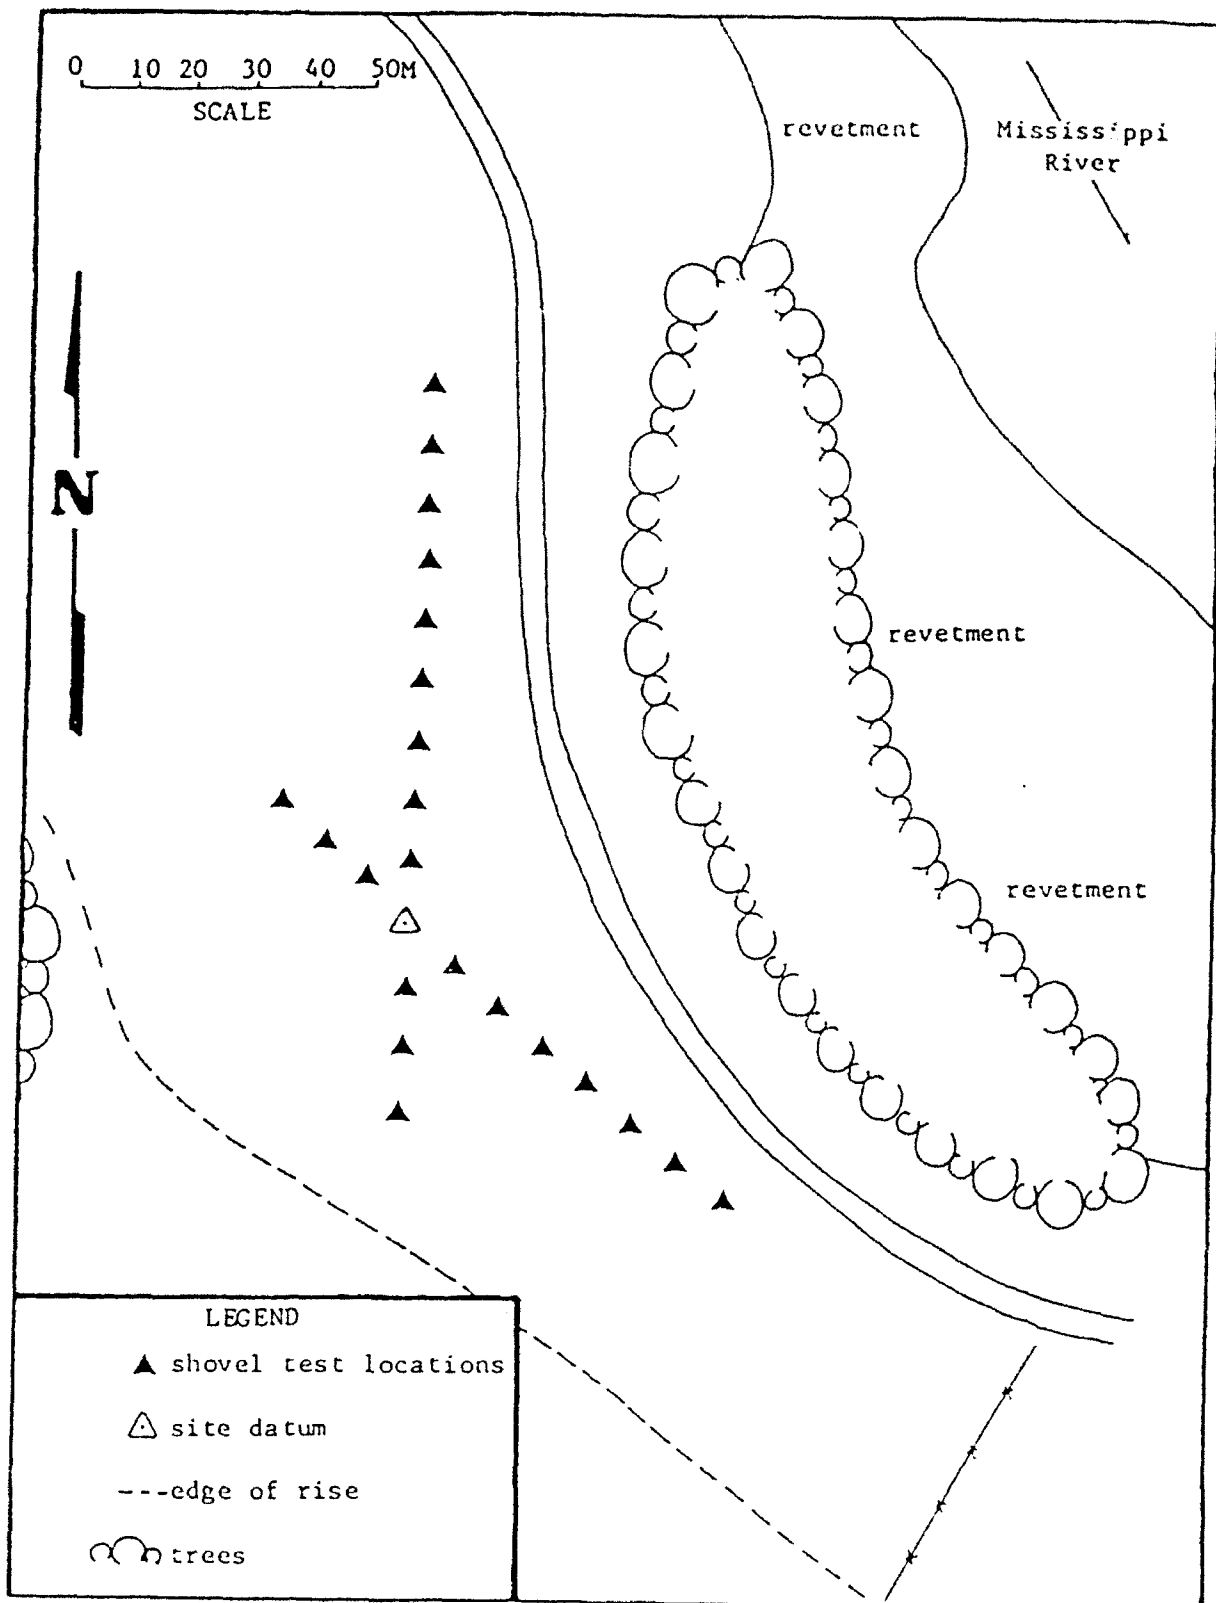 0 10 20 30 40 50M
SCALE
revetment
Mississippi
River
N
revetment
revetment
LEGEND
shovel test locations
site datum
---edge of rise
trees